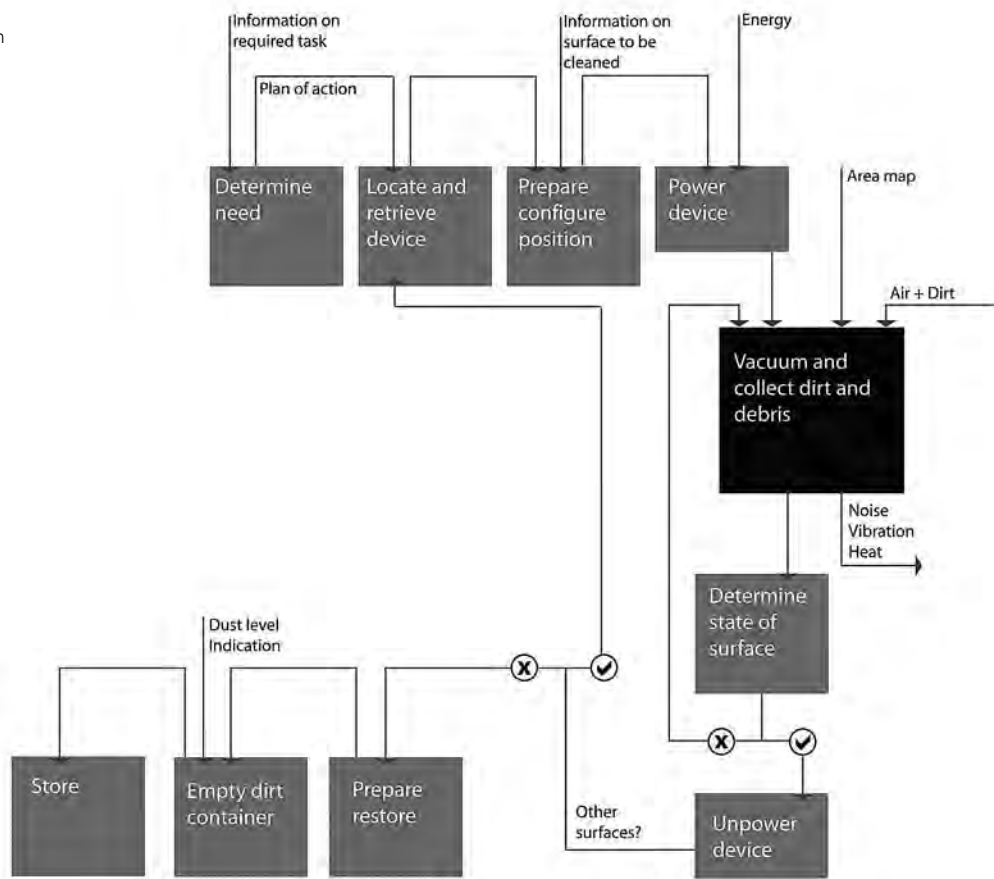 n
Information on
required task
Information on
surface to be
cleaned
Energy
Plan of action
Determine
need
Locate and
retrieve
device
Prepare
configure
position
Power
device
Area map
Air + Dirt
Vacuum and
collect dirt and
debris
Noise
Vibration
Heat
Determine
state of
surface
Dust level
Indication
X
X
Store
Empty dirt
container
Prepare
restore
Other
surfaces?
Unpower
device